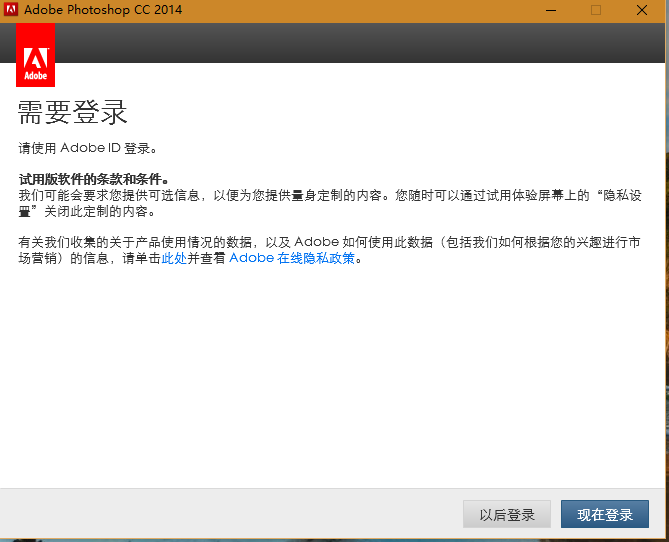 Adobe Photoshop CC 2014
Adobe
需要登录
请使用 Adobe ID 登录。
试用版软件的条款和条件。
我们可能会要求您提供可选信息，以便为您提供量身定制的内容。您随时可以通过试用体验屏幕上的“隐私设
置”关闭此定制的内容。
有关我们收集的关于产品使用情况的数据，以及 Adobe 如何使用此数据（包括我们如何根据您的兴趣进行市
场营销）的信息，请单击此处并查看 Adobe 在线隐私政策。
以后登录 现在登录